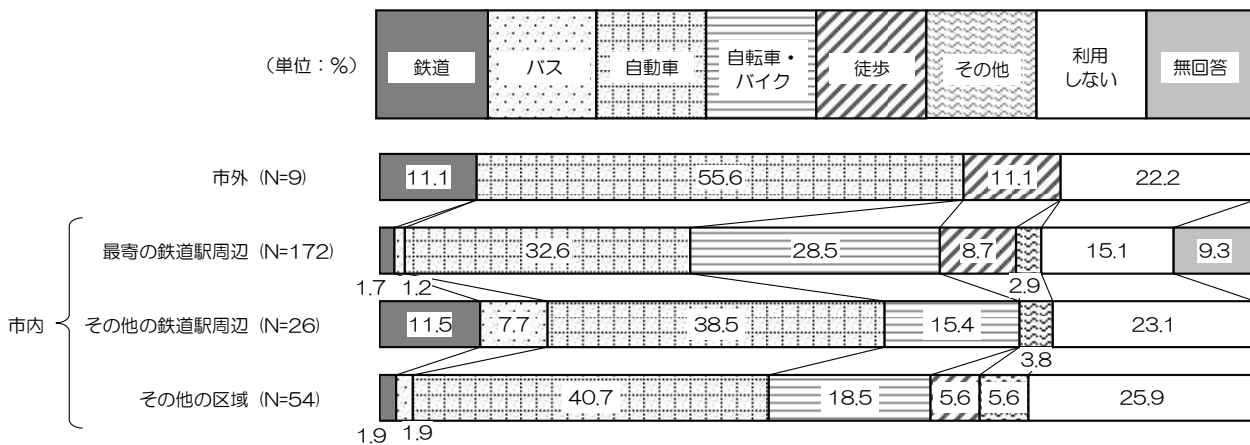 （単位：%）
鉄道
バス
自動車
自転車・
バイク
徒歩
その他
利用
しない
無回答
市外 (N=9)
11.1
55.6
11.1
22.2
最寄の鉄道駅周辺 (N=172)
32.6
28.5
8.7
15.1
9.3
1.7
1.2
2.9
市内
その他の鉄道駅周辺 (N=26)
11.5
7.7
38.5
15.4
23.1
3.8
その他の区域 (N=54)
40.7
18.5
5.6
5.6
25.9
1.9
1.9